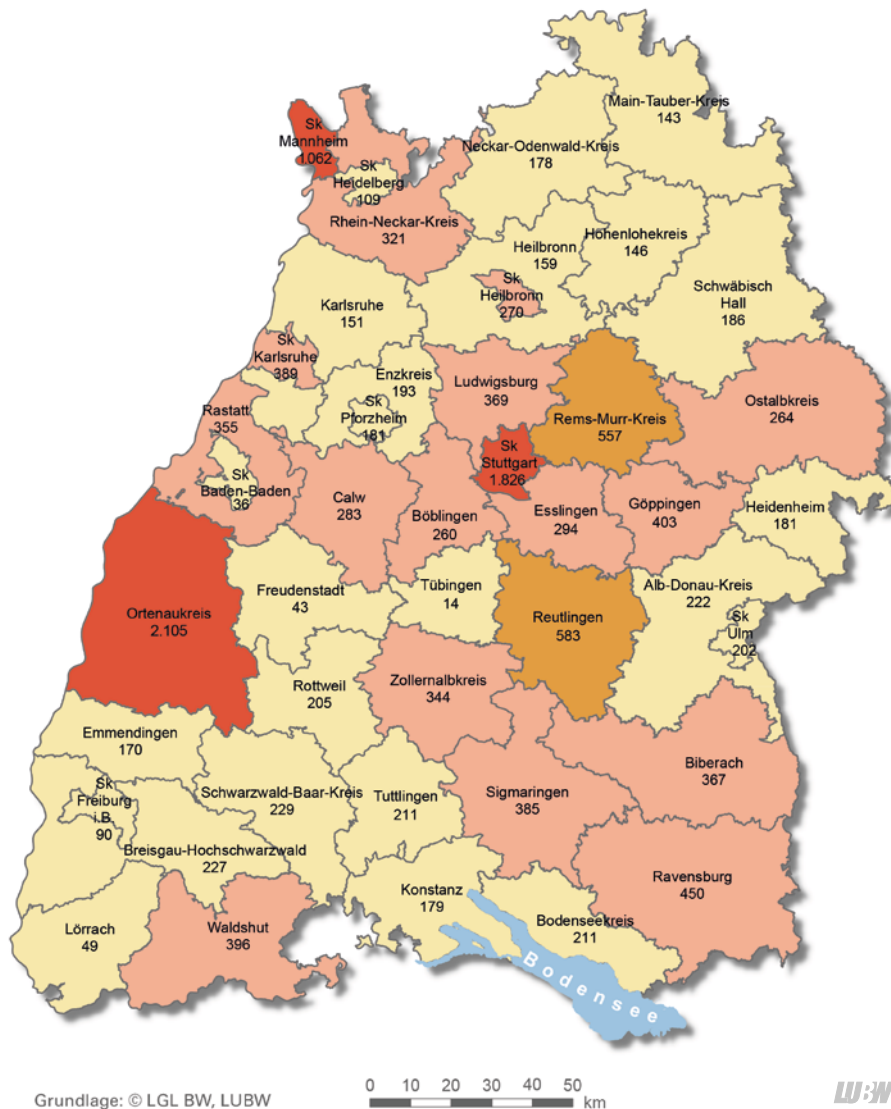 Main-Tauber-Kreis
143
Sk
Mannheim
1.062
Neckar-Odenwald-Kreis
178
Sk
Heidelberg
109
Rhein-Neckar-Kreis
321
Hohenlohekreis
146
Heilbronn
159
Sk
Heilbronn
270
Schwäbisch
Hall
186
Karlsruhe
151
Sk
Karlsruhe
389
Enzkreis
193
Sk
Pforzheim
181
Ludwigsburg
369
Rems-Murr-Kreis
557
Ostalbkreis
264
Rastatt
355
Sk
Baden-Baden
36
Sk
Stuttgart
1.826
Calw
283
Böblingen
260
Esslingen
294
Göppingen
403
Heidenheim
181
Ortenaukreis
2.105
Freudenstadt
43
Tübingen
14
Reutlingen
583
Alb-Donau-Kreis
222
Sk
Ulm
202
Rottweil
205
Zollernalbkreis
344
Emmendingen
170
Sk
Freiburg
i.B.
90
Schwarzwald-Baar-Kreis
229
Tuttlingen
211
Sigmaringen
385
Biberach
367
Breisgau-Hochschwarzwald
227
Konstanz
179
Ravensburg
450
Lörrach
49
Waldshut
396
Bodenseekreis
211
Bodensee
Grundlage: © LGL BW, LUBW
0 10 20 30 40 50
km
LUBW